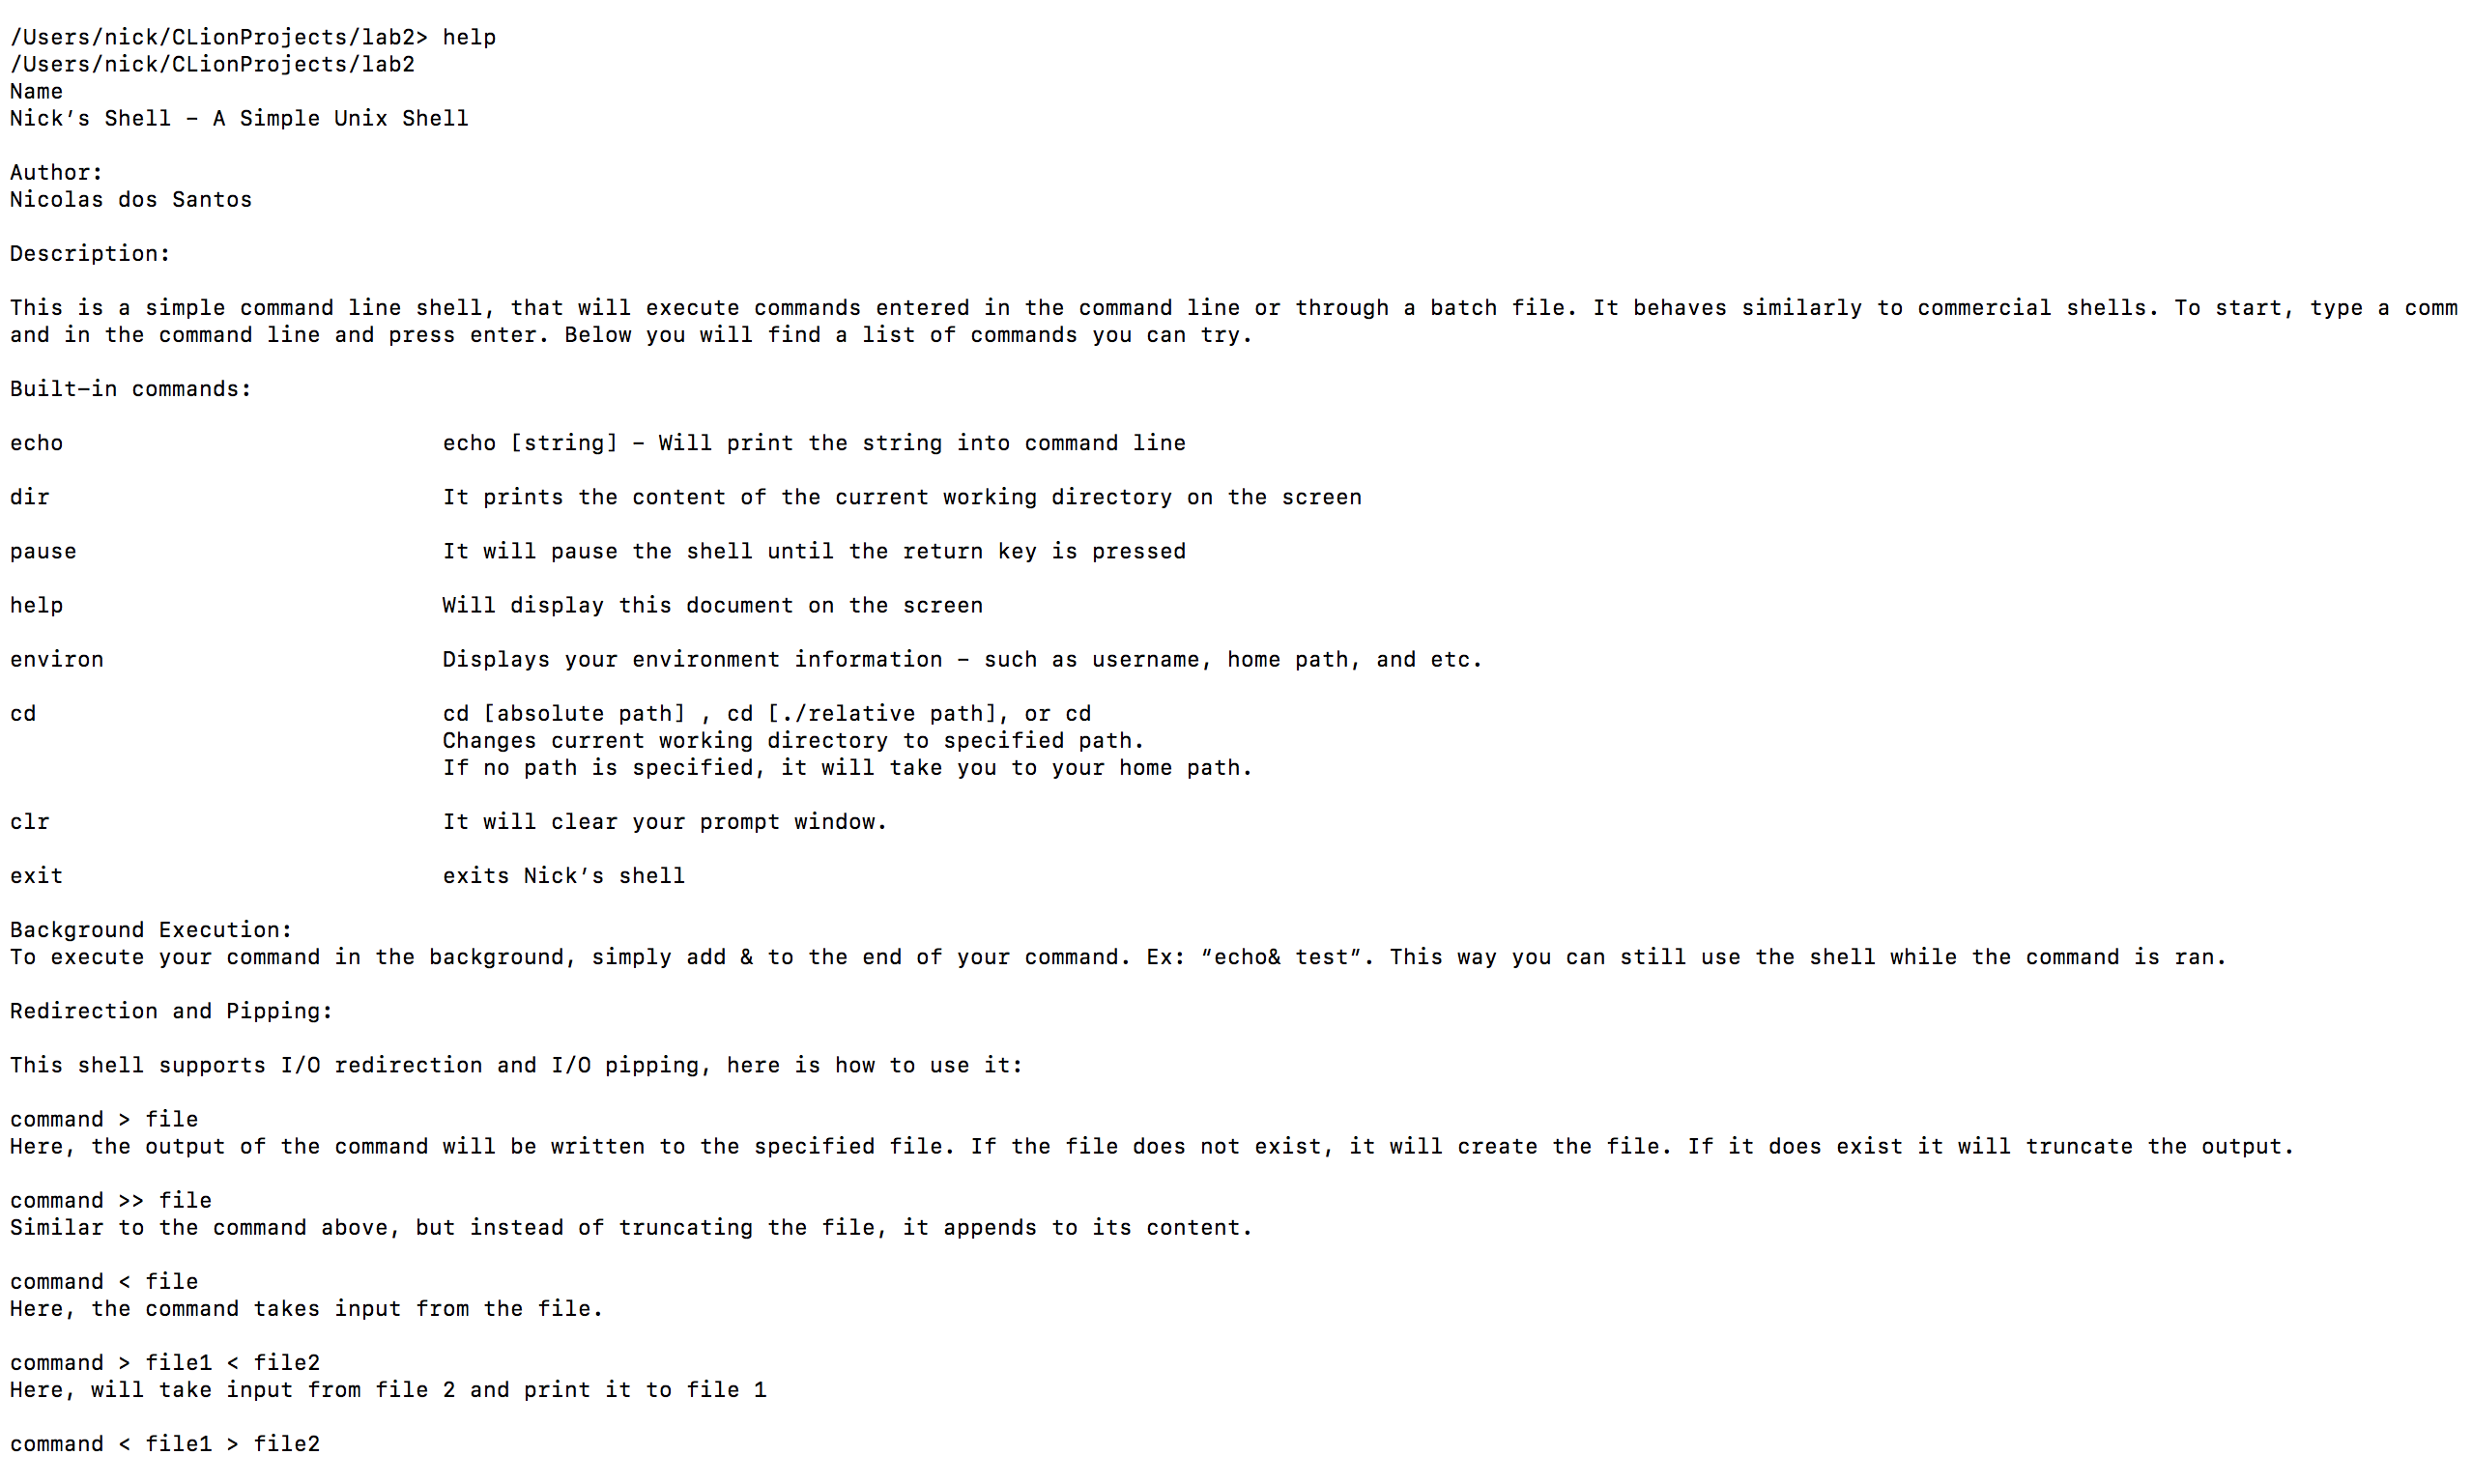 /Users/nick/CLionProjects/lab2> help
/Users/nick/CLionProjects/lab2
Name
Nick’s Shell – A Simple Unix Shell
Author:
Nicolas dos Santos
Description:
This is a simple command line shell, that will execute commands entered in the command line or through a batch file. It behaves similarly to commercial shells. To start, type a comm
and in the command line and press enter. Below you will find a list of commands you can try.
Built-in commands:
echo echo [string] – Will print the string into command line
dir It prints the content of the current working directory on the screen
pause It will pause the shell until the return key is pressed
help Will display this document on the screen
environ Displays your environment information – such as username, home path, and etc.
cd cd [absolute path] , cd [./relative path], or cd
Changes current working directory to specified path.
If no path is specified, it will take you to your home path.
clr It will clear your prompt window.
exit exits Nick’s shell
Background Execution:
To execute your command in the background, simply add & to the end of your command. Ex: “echo& test”. This way you can still use the shell while the command is ran.
Redirection and Pipping:
This shell supports I/O redirection and I/O pipping, here is how to use it:
command > file
Here, the output of the command will be written to the specified file. If the file does not exist, it will create the file. If it does exist it will truncate the output.
command >> file
Similar to the command above, but instead of truncating the file, it appends to its content.
command < file
Here, the command takes input from the file.
command > file1 < file2
Here, will take input from file 2 and print it to file 1
command < file1 > file2